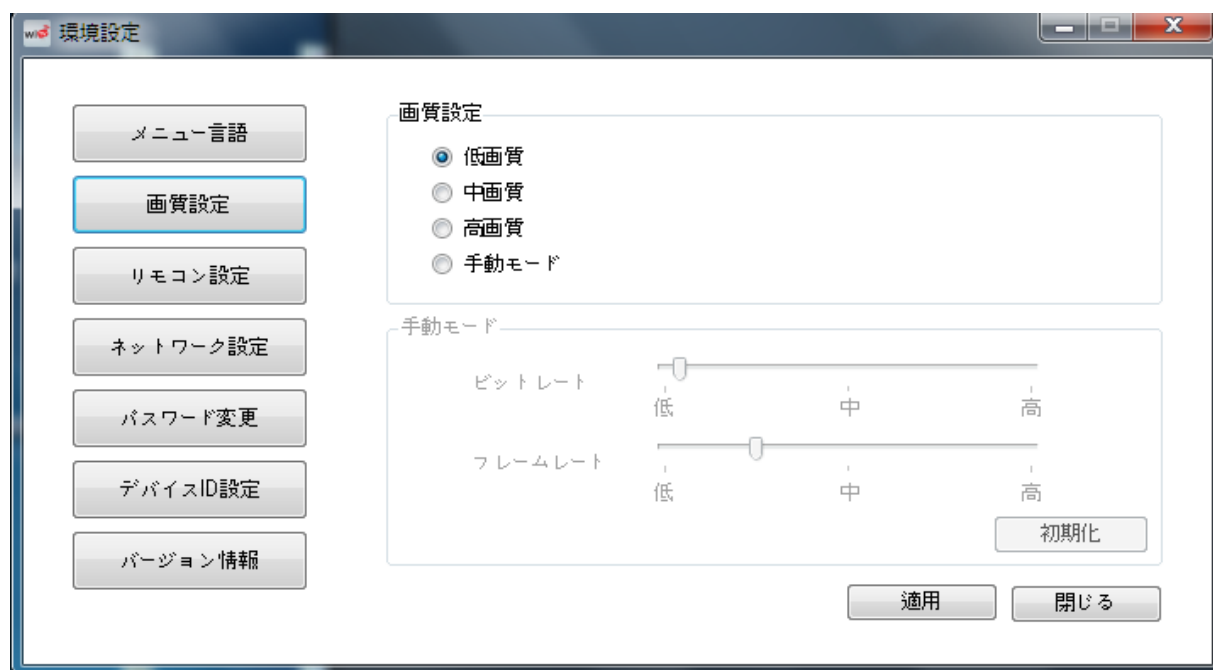 環境設定
メニュー言語
画質設定
リモコン設定
ネットワーク設定
パスワード変更
デバイスID設定
バージョン情報
画質設定
低画質
中画質
高画質
手動モード
手動モード
ビットレート
低 中 高
フレームレート
低 中 高
初期化
適用 閉じる